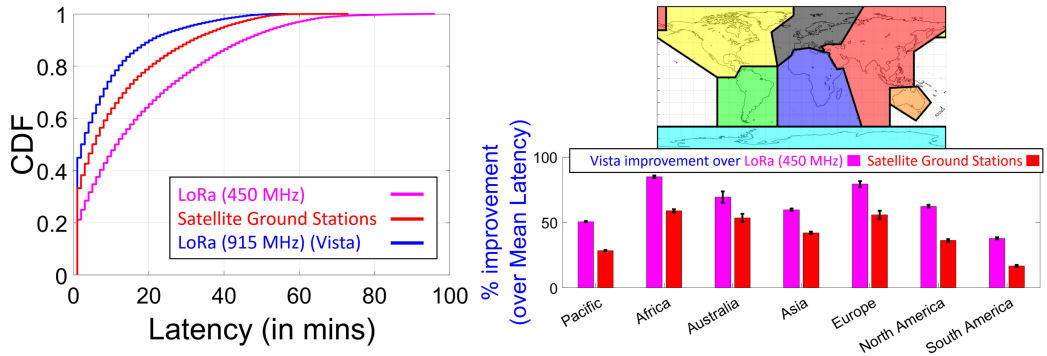 CDF
1
0.8
0.6
0.4
0.2
0
LoRa (450 MHz)
Satellite Ground Stations
LoRa (915 MHz) (Vista)
0 20 40 60 80 100
Latency (in mins)
% improvement
(over Mean Latency)
Vista improvement over LoRa (450 MHz) Satellite Ground Stations
100
50
0
Pacific
Africa
Australia
Asia
Europe
North America
South America